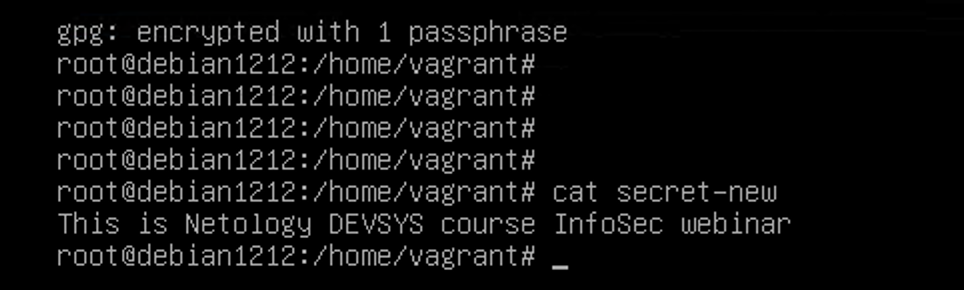 gpg: encrypted with 1 passphrase
root@debian1212:/home/vagrant#
root@debian1212:/home/vagrant#
root@debian1212:/home/vagrant#
root@debian1212:/home/vagrant#
root@debian1212:/home/vagrant# cat secret-new
This is Netology DEVSYS course InfoSec webinar
root@debian1212:/home/vagrant# _